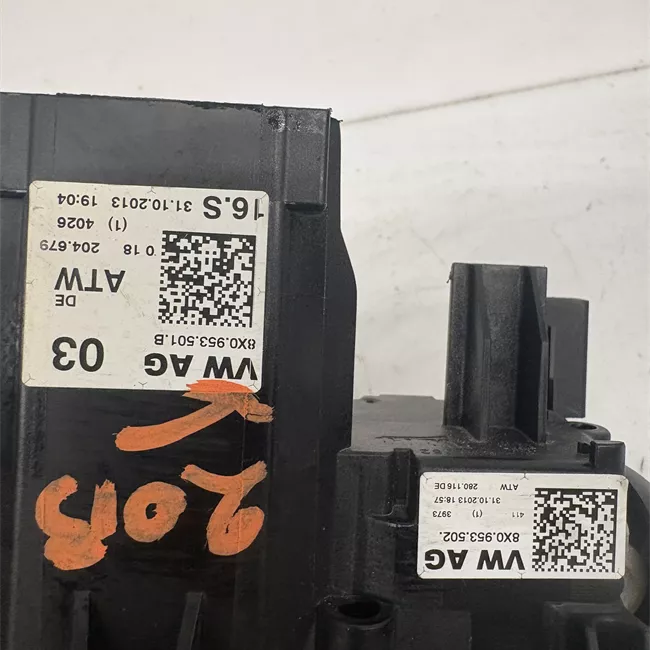 VW AG 03
8X0.953.501.B
DE
ATW
0 18 204.679
(1) 4026
16.S 31.10.2013 19:04
2013
VW AG
8X0.953.502.
411 (1) 3973
31.10.2013 18:57
ATW 280.116 DE